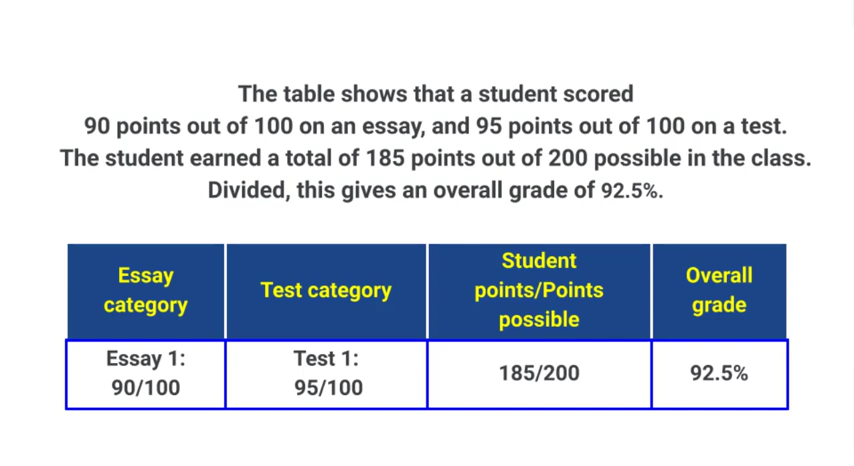 The table shows that a student scored
90 points out of 100 on an essay, and 95 points out of 100 on a test.
The student earned a total of 185 points out of 200 possible in the class.
Divided, this gives an overall grade of 92.5%.
Essay
category
Test category
Student
points/Points
possible
Overall
grade
Essay 1:
90/100
Test 1:
95/100
185/200
92.5%